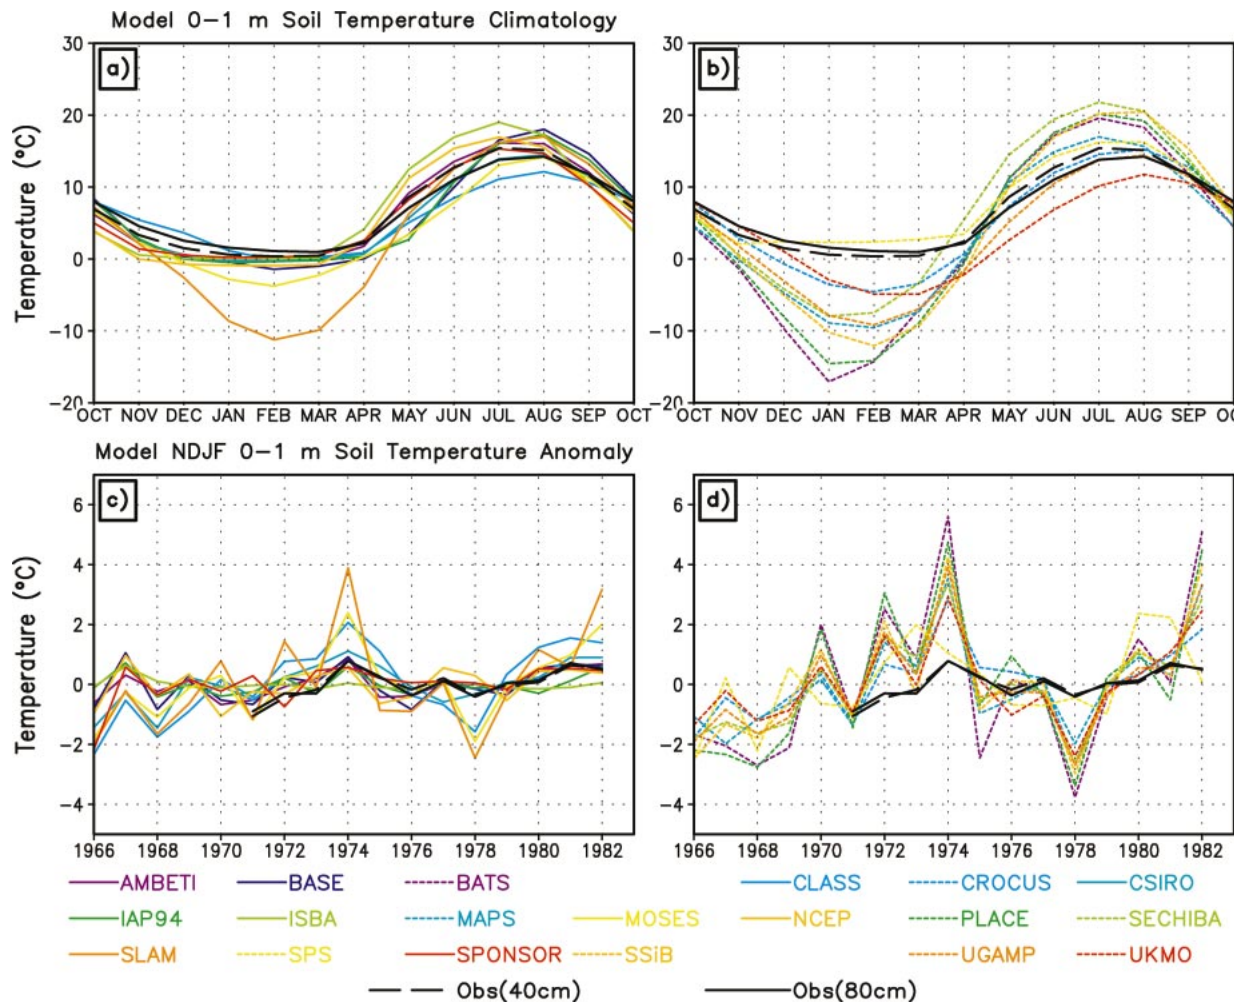 Model 0-1 m Soil Temperature Climatology
a)
b)
Temperature (°C)
30
20
10
0
-10
-20
OCT NOV DEC JAN FEB MAR APR MAY JUN JUL AUG SEP OCT
30
20
10
0
-10
-20
OCT NOV DEC JAN FEB MAR APR MAY JUN JUL AUG SEP OC
Model NDJF 0-1 m Soil Temperature Anomaly
c)
d)
Temperature (°C)
6
4
2
0
-2
-4
1966 1968 1970 1972 1974 1976 1978 1980 1982
6
4
2
0
-2
-4
1966 1968 1970 1972 1974 1976 1978 1980 1982
AMBETI BASE BATS CLASS CROCUS CSIRO
IAP94 ISBA MAPS MOSES NCEP PLACE SECHIBA
SLAM SPS SPONSOR SSiB UGAMP UKMO
Obs(40cm) Obs(80cm)